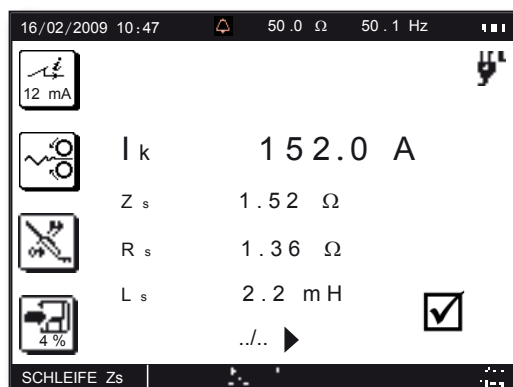 16/02/2009 10:47 50.0 Ω 50.1 Hz
i
12 mA
Ik 152.0 A
Zs 1.52 Ω
Rs 1.36 Ω
Ls 2.2 mH
4 %
../..
SCHLEIFE Zs